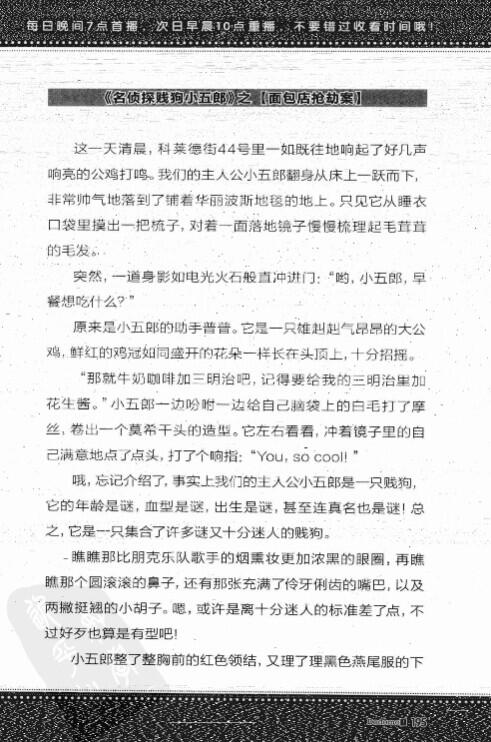 每日晚间7点首播，次日早晨10点重播，不要错过收看时间哦！
《名侦探贱狗小五郎》之【面包店抢劫案】
这一天清晨，科莱德街44号里一如既往地响起了好几声
响亮的公鸡打鸣。我们的主人公小五郎翻身从床上一跃而下，
非常帅气地落到了铺着华丽波斯地毯的地上。只见它从睡衣
口袋里摸出一把梳子，对着一面落地镜子慢慢梳理起毛茸茸
的毛发。
突然，一道身影如电光火石般直冲进门：“哟，小五郎，早
餐想吃什么？”
原来是小五郎的助手普普。它是一只雄赳赳气昂昂的大公
鸡，鲜红的鸡冠如同盛开的花朵一样长在头顶上，十分招摇。
“那就牛奶咖啡加三明治吧，记得要给我的三明治里加
花生酱。”小五郎一边吩咐一边给自己脑袋上的白毛打了摩
丝，卷出一个莫希干头的造型。它左右看看，冲着镜子里的自
己满意地点了点头，打了个响指：“You, so cool！”
哦，忘记介绍了，事实上我们的主人公小五郎是一只贱狗，
它的年龄是谜，血型是谜，出生是谜，甚至连真名也是谜！总
之，它是一只集合了许多谜又十分迷人的贱狗。
瞧瞧那比朋克乐队歌手的烟熏妆更加浓黑的眼圈，再瞧
瞧那个圆滚滚的鼻子，还有那张充满了伶牙俐齿的嘴巴，以及
两撇挺翘的小胡子。嗯，或许是离十分迷人的标准差了点，不
过好歹也算是有型吧！
小五郎整了整胸前的红色领结，又理了理黑色燕尾服的下
195